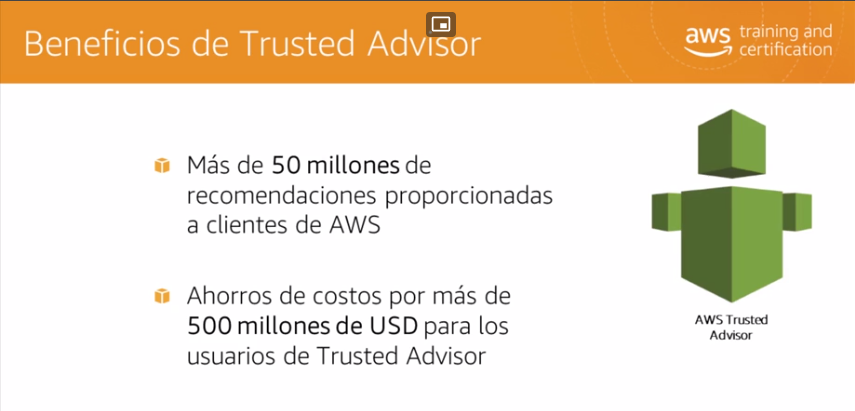 Beneficios de Trusted Advisor
aws training and
certification
Más de 50 millones de
recomendaciones proporcionadas
a clientes de AWS
Ahorros de costos por más de
500 millones de USD para los
usuarios de Trusted Advisor
AWS Trusted
Advisor